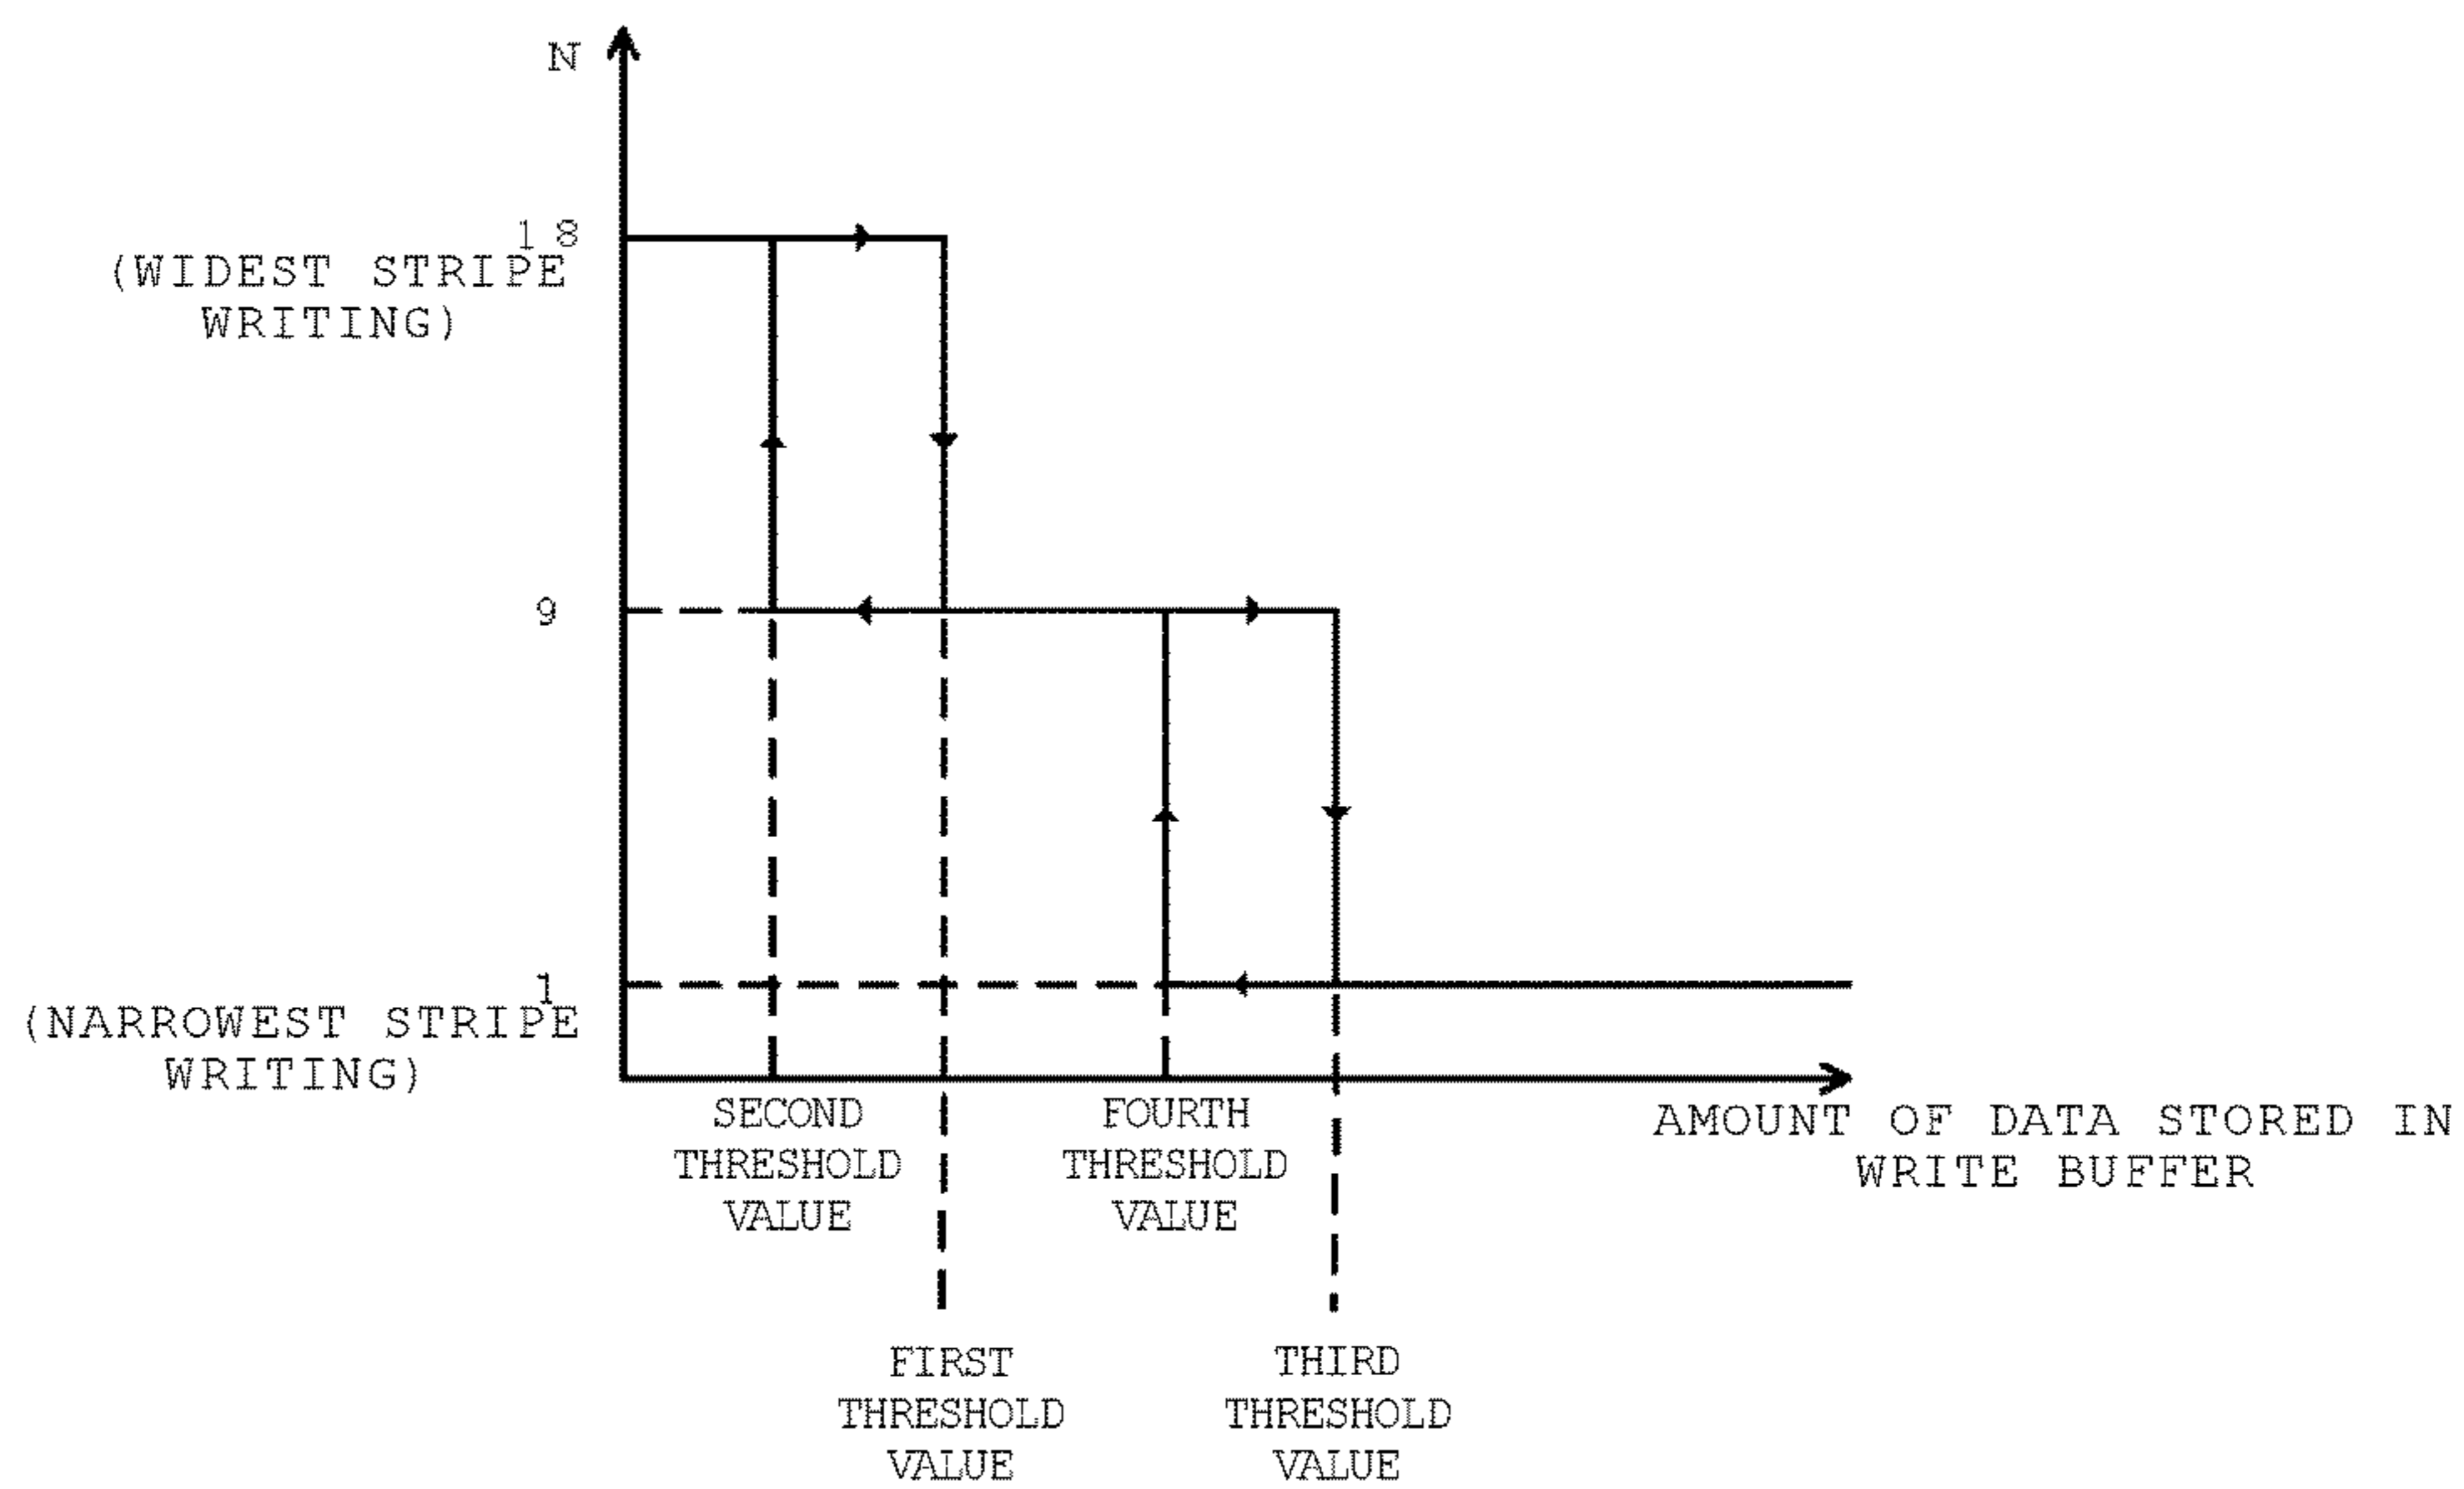 N
18
(WIDEST STRIPE
WRITING)
9
1
(NARROWEST STRIPE
WRITING)
SECOND
THRESHOLD
VALUE
FOURTH
THRESHOLD
VALUE
AMOUNT OF DATA STORED IN
WRITE BUFFER
FIRST
THRESHOLD
VALUE
THIRD
THRESHOLD
VALUE